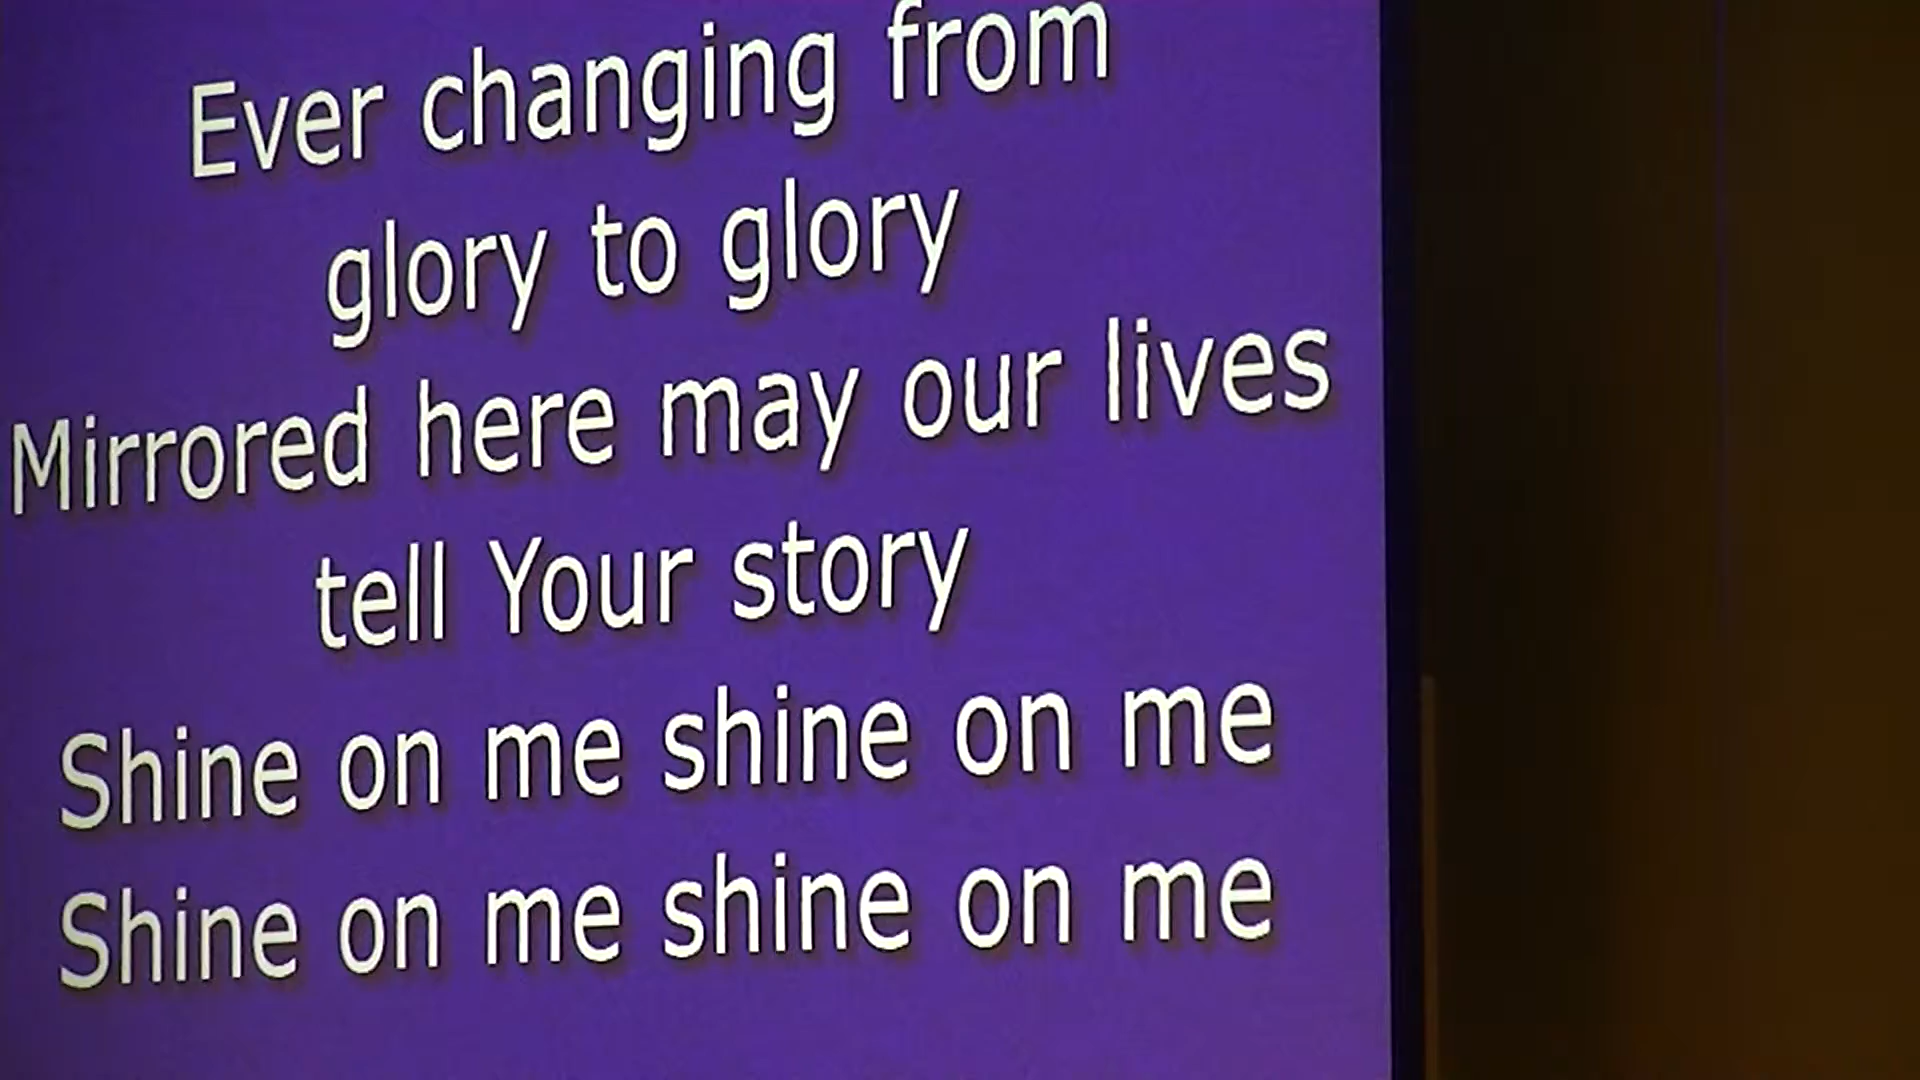 Ever changing from
glory to glory
Mirrored here may our lives
tell Your story
Shine on me shine on me
Shine on me shine on me